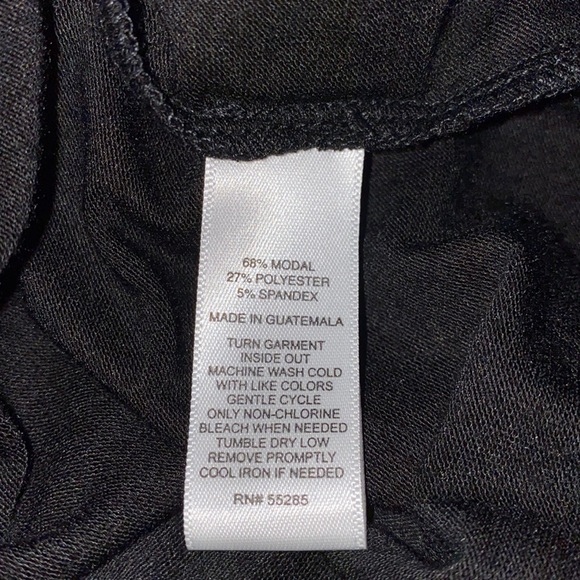 68% MODAL
27% POLYESTER
5% SPANDEX
MADE IN GUATEMALA
TURN GARMENT
INSIDE OUT
MACHINE WASH COLD
WITH LIKE COLORS
GENTLE CYCLE
ONLY NON-CHLORINE
BLEACH WHEN NEEDED
TUMBLE DRY LOW
REMOVE PROMPTLY
COOL IRON IF NEEDED
RN# 55285